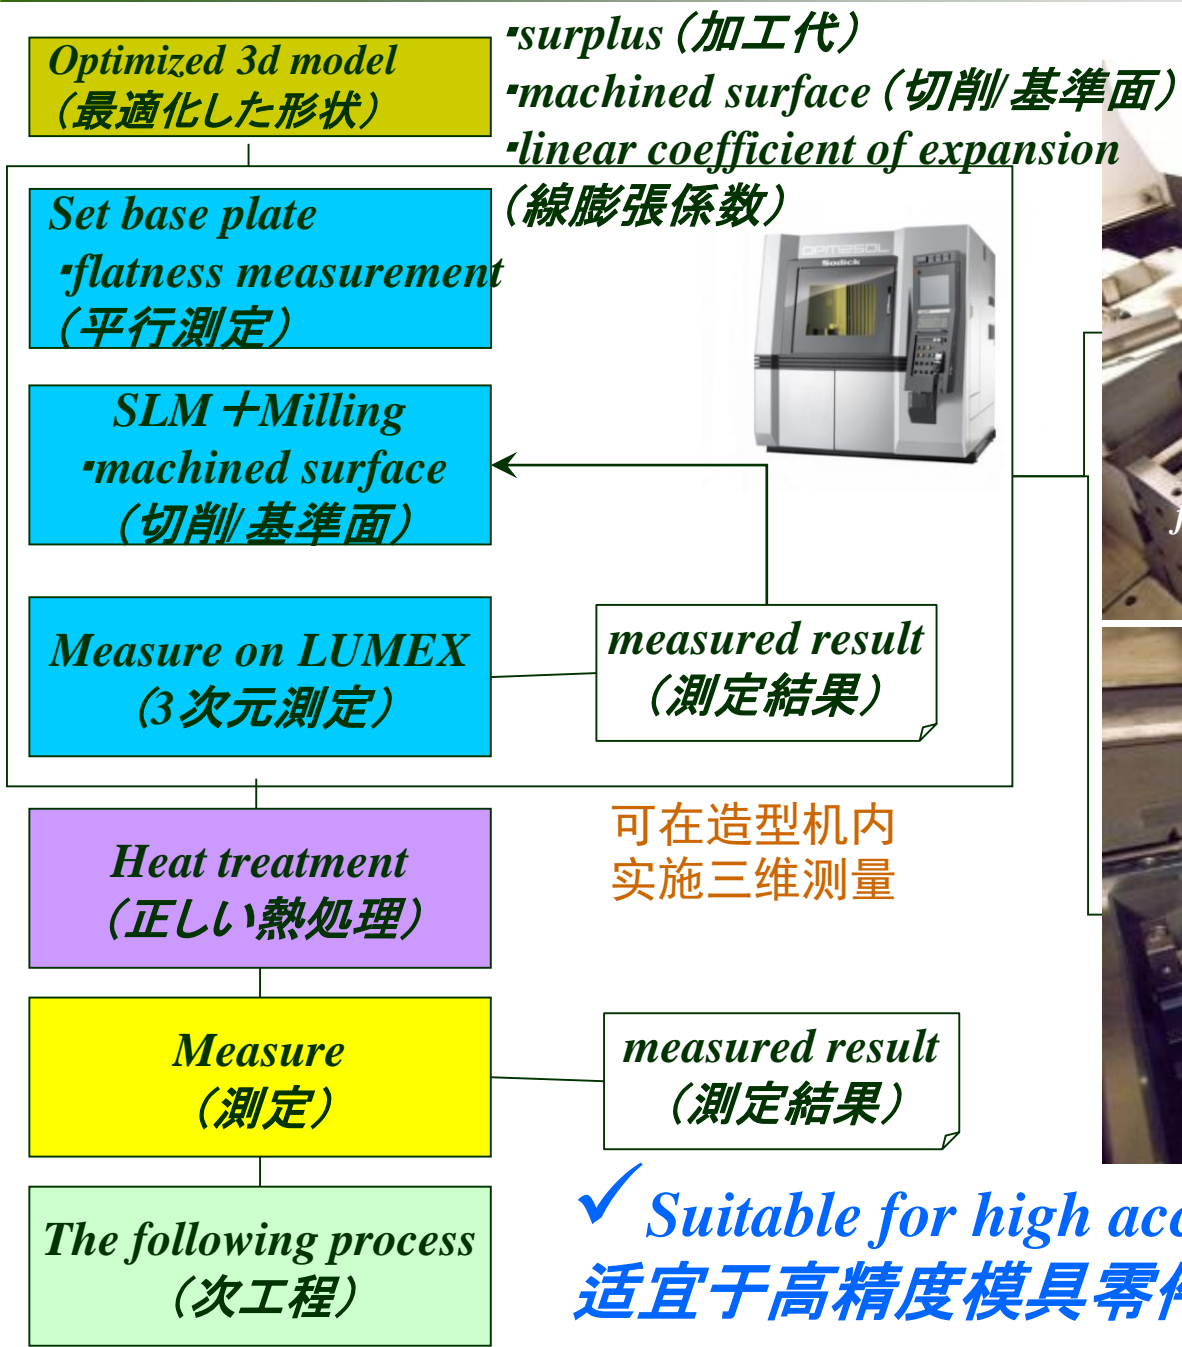 Optimized 3d model
（最適化した形状）
▪surplus（加工代）
▪machined surface（切削/基準面）
▪linear coefficient of expansion
（線膨張係数）
Set base plate
▪flatness measurement
（平行測定）
OPM250L
Sodick
SLM＋Milling
▪machined surface
（切削/基準面）
Measure on LUMEX
（3次元測定）
measured result
（測定結果）
可在造型机内
实施三维测量
Heat treatment
（正しい熱処理）
Measure
（測定）
measured result
（測定結果）
The following process
（次工程）
✓Suitable for high
适宜于高精度模具零件